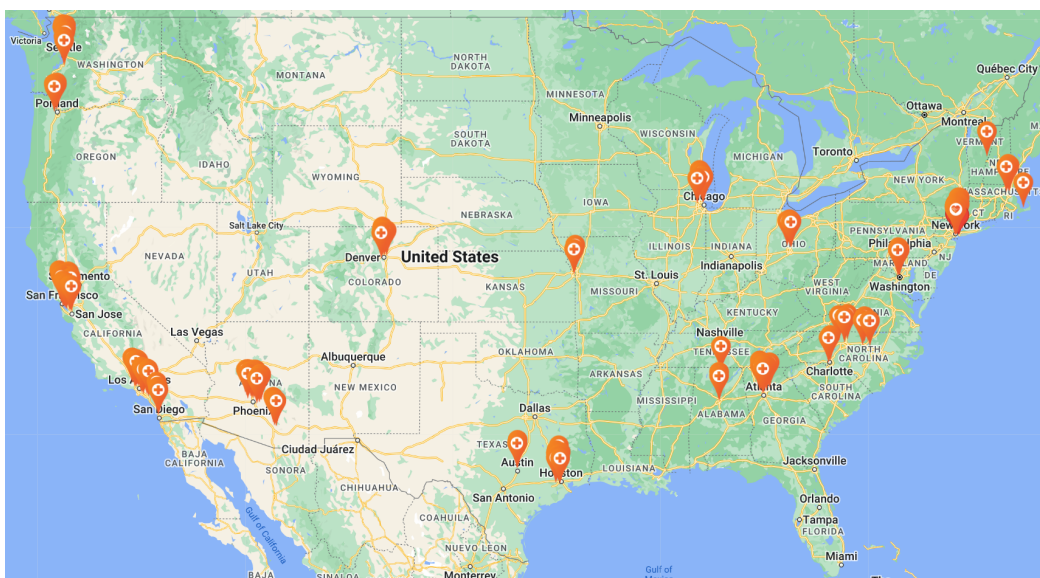 Québec City
Victoria
Seattle
WASHINGTON
NORTH
DAKOTA
MONTANA
MINNESOTA
Ottawa
Montreal
Portland
Minneapolis
WISCONSIN
VERMONT
OREGON
SOUTH
DAKOTA
MICHIGAN
Toronto
IDAHO
WYOMING
NEW YORK
HAMPSHIRE
MASSACHUSETTS
Chicago
IOWA
CT
RI
Salt Lake City
NEBRASKA
New York
PENNSYLVANIA
OHIO
Philadelphia
NEVADA
Denver
United States
ILLINOIS
INDIANA
Indianapolis
MARYLAND
NJ
Sacramento
UTAH
COLORADO
KANSAS
St. Louis
MISSOURI
DE
Washington
WEST
VIRGINIA
San Francisco
San Jose
KENTUCKY
CALIFORNIA
Las Vegas
Nashville
TENNESSEE
NORTH
CAROLINA
Albuquerque
OKLAHOMA
Charlotte
Los Angeles
ARIZONA
NEW MEXICO
ARKANSAS
Atlanta
SOUTH
CAROLINA
MISSISSIPPI
Phoenix
San Diego
Dallas
ALABAMA
GEORGIA
Ciudad Juárez
TEXAS
BAJA
CALIFORNIA
Austin
LOUISIANA
Jacksonville
SONORA
Houston
CHIHUAHUA
San Antonio
Orlando
Tampa
COAHUILA
FLORIDA
Gulf of California
NUEVO LEON
Miami
BAJA
SINALOA
Monterrey
Gulf of